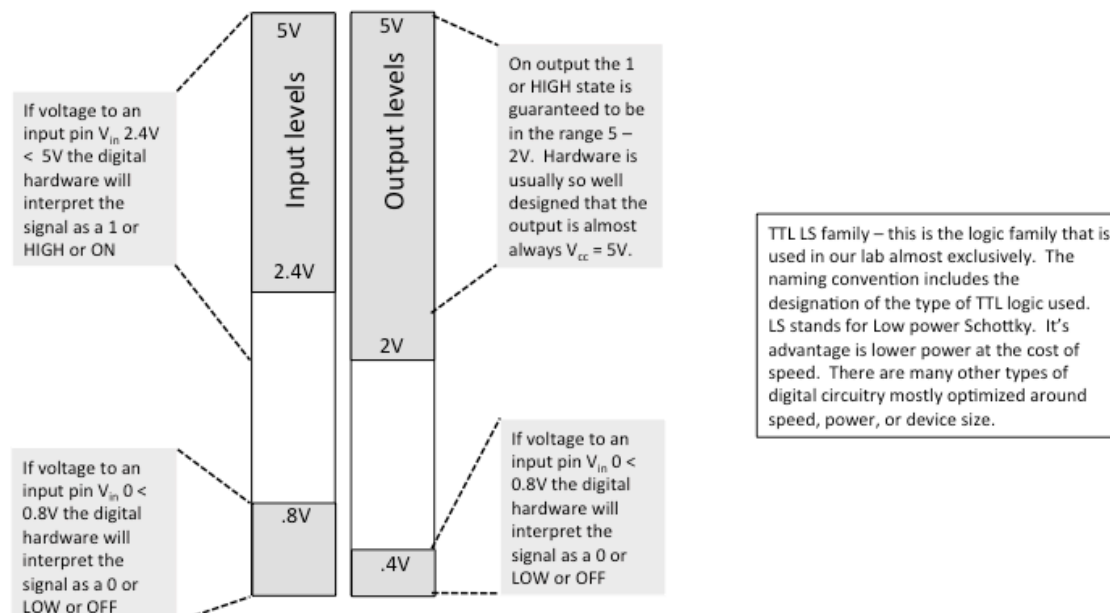 5V
Input levels
2.4V
.8V
5V
Output levels
2V
.4V
If voltage to an
input pin Vin 2.4V
< 5V the digital
hardware will
interpret the
signal as a 1 or
HIGH or ON
If voltage to an
input pin Vin 0 <
0.8V the digital
hardware will
interpret the
signal as a 0 or
LOW or OFF
On output the 1
or HIGH state is
guaranteed to be
in the range 5 –
2V. Hardware is
usually so well
designed that the
output is almost
always Vcc = 5V.
If voltage to an
input pin Vin 0 <
0.8V the digital
hardware will
interpret the
signal as a 0 or
LOW or OFF
TTL LS family – this is the logic family that is
used in our lab almost exclusively. The
naming convention includes the
designation of the type of TTL logic used.
LS stands for Low power Schottky. It’s
advantage is lower power at the cost of
speed. There are many other types of
digital circuitry mostly optimized around
speed, power, or device size.